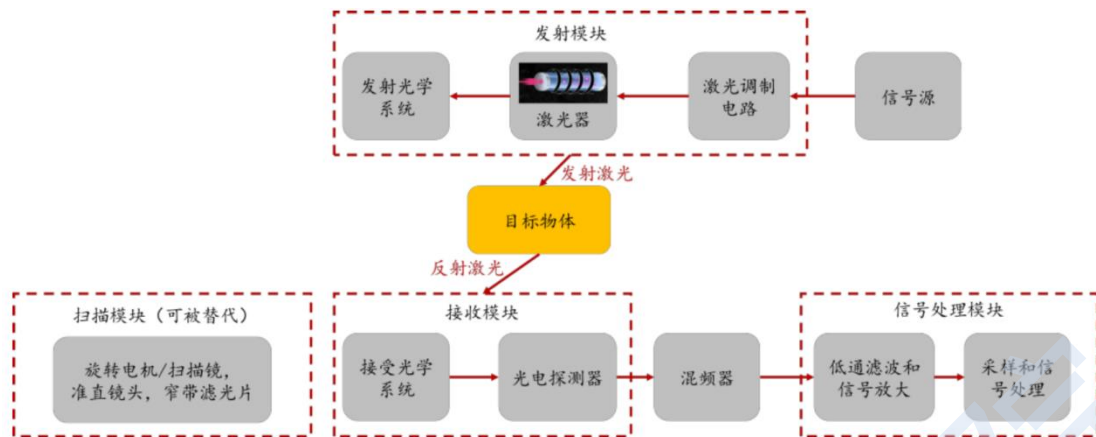 发射模块
发射光学
系统
激光器
激光调制
电路
信号源
发射激光
目标物体
反射激光
扫描模块（可被替代）
旋转电机/扫描镜，
准直镜头，窄带滤光片
接收模块
接受光学
系统
光电探测器
混频器
信号处理模块
低通滤波和
信号放大
采样和信
号处理